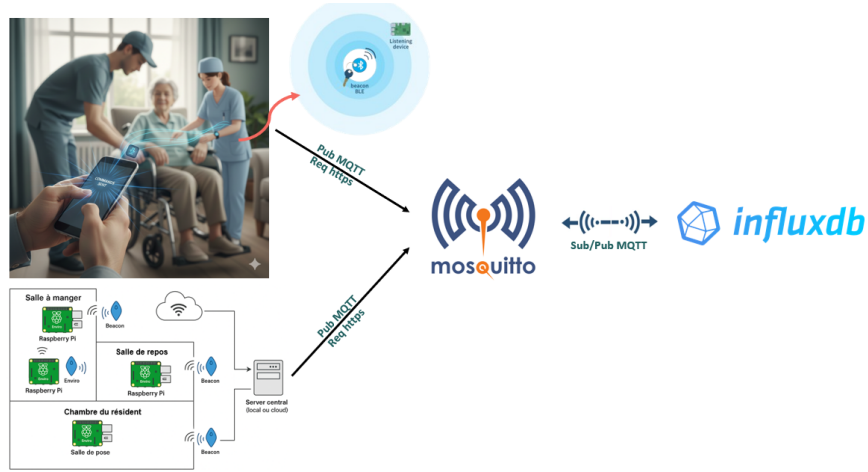 Listening
device
beacon
BLE
COMMANDE
SENT
Pub MQTT
Req https
mosquitto
Sub/Pub MQTT
influxdb
Pub MQTT
Req https
Salle à manger
Raspberry Pi
Beacon
Raspberry Pi
Enviro
Salle de repos
Raspberry Pi
Beacon
Server central
(local ou cloud)
Chambre du résident
Salle de pose
Beacon